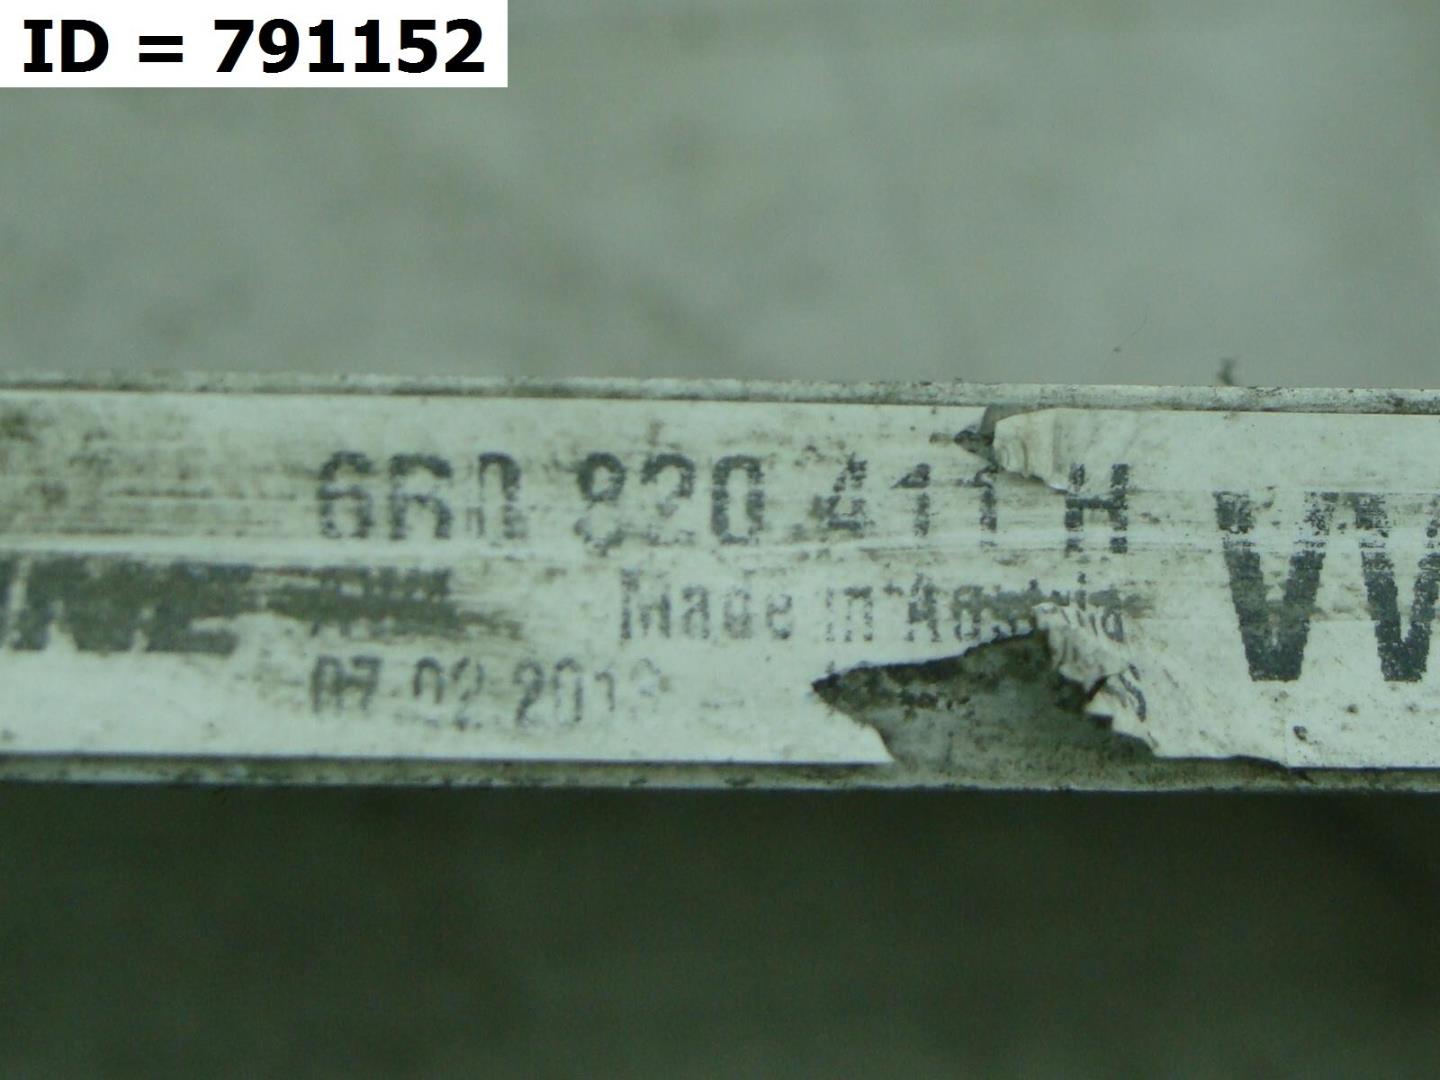 ID = 791152
6R0 820 411 H
VW
Made in Austria
07.02.2013